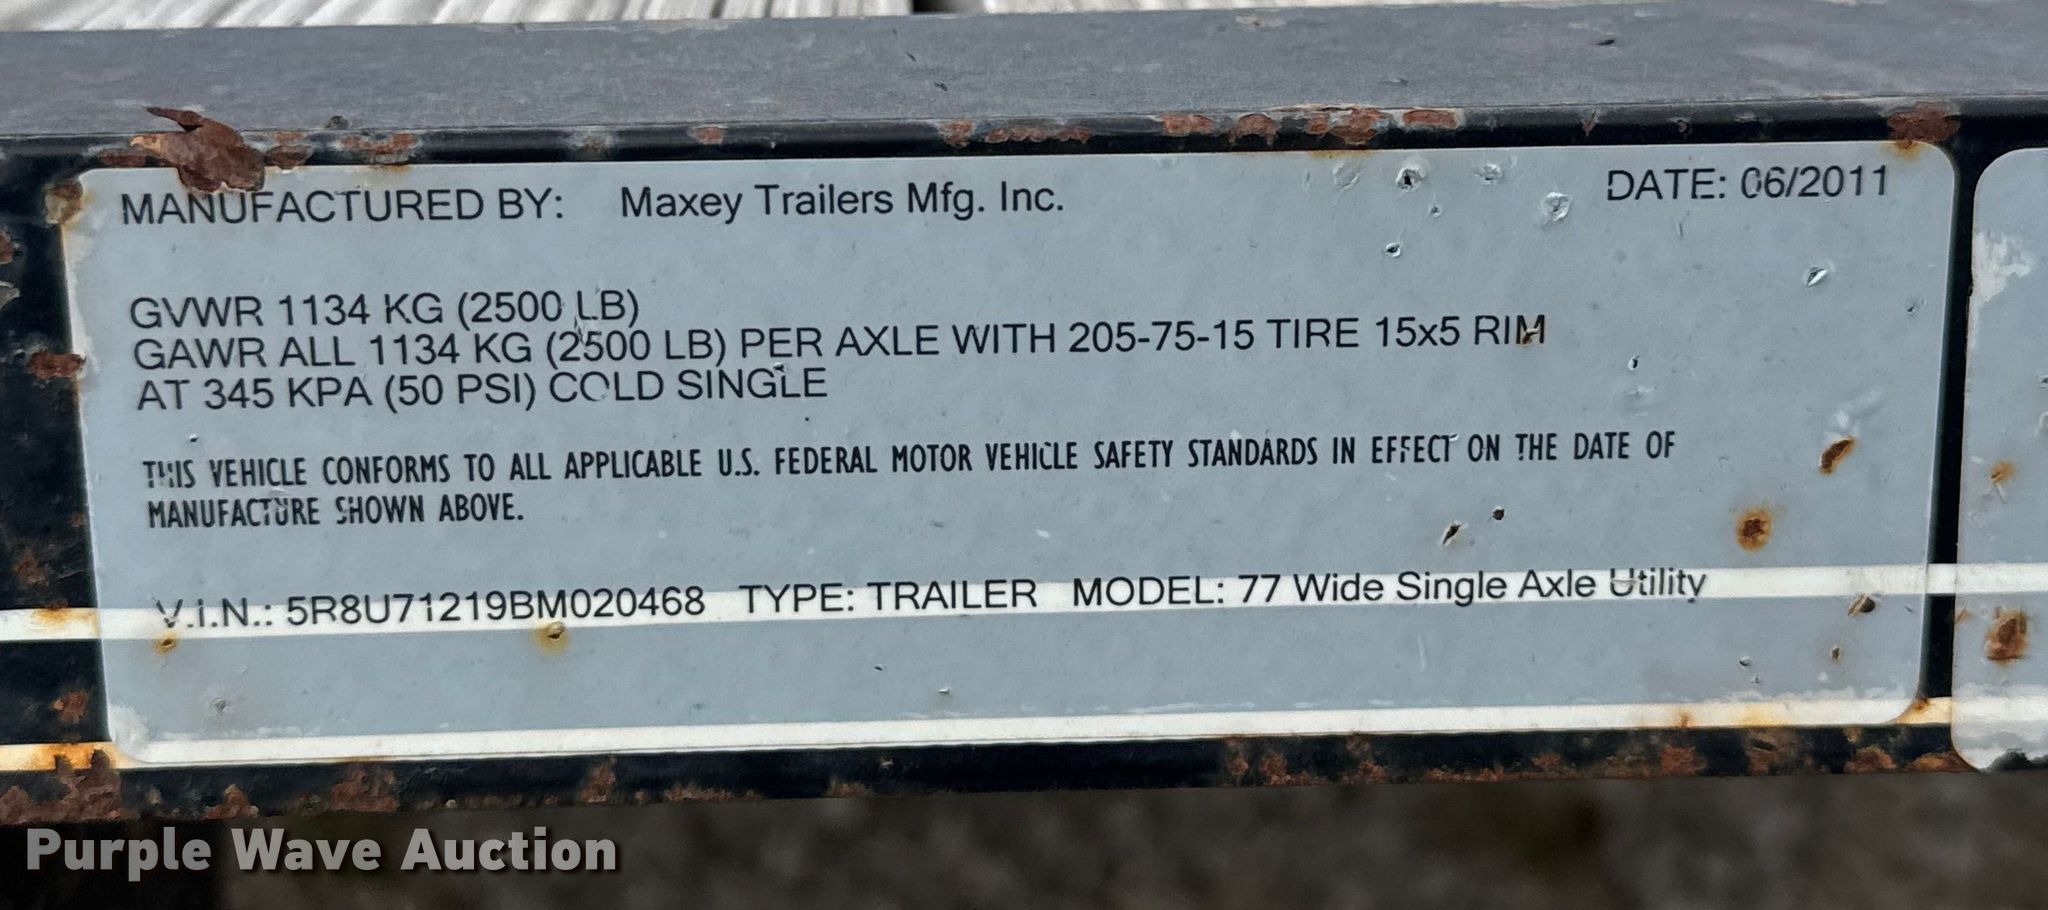 MANUFACTURED BY: Maxey Trailers Mfg. Inc. DATE: 06/2011
GVWR 1134 KG (2500 LB)
GAWR ALL 1134 KG (2500 LB) PER AXLE WITH 205-75-15 TIRE 15x5 RIM
AT 345 KPA (50 PSI) COLD SINGLE
THIS VEHICLE CONFORMS TO ALL APPLICABLE U.S. FEDERAL MOTOR VEHICLE SAFETY STANDARDS IN EFFECT ON THE DATE OF
MANUFACTURE SHOWN ABOVE.
V.I.N.: 5R8U71219BM020468 TYPE: TRAILER MODEL: 77 Wide Single Axle Utility
Purple Wave Auction